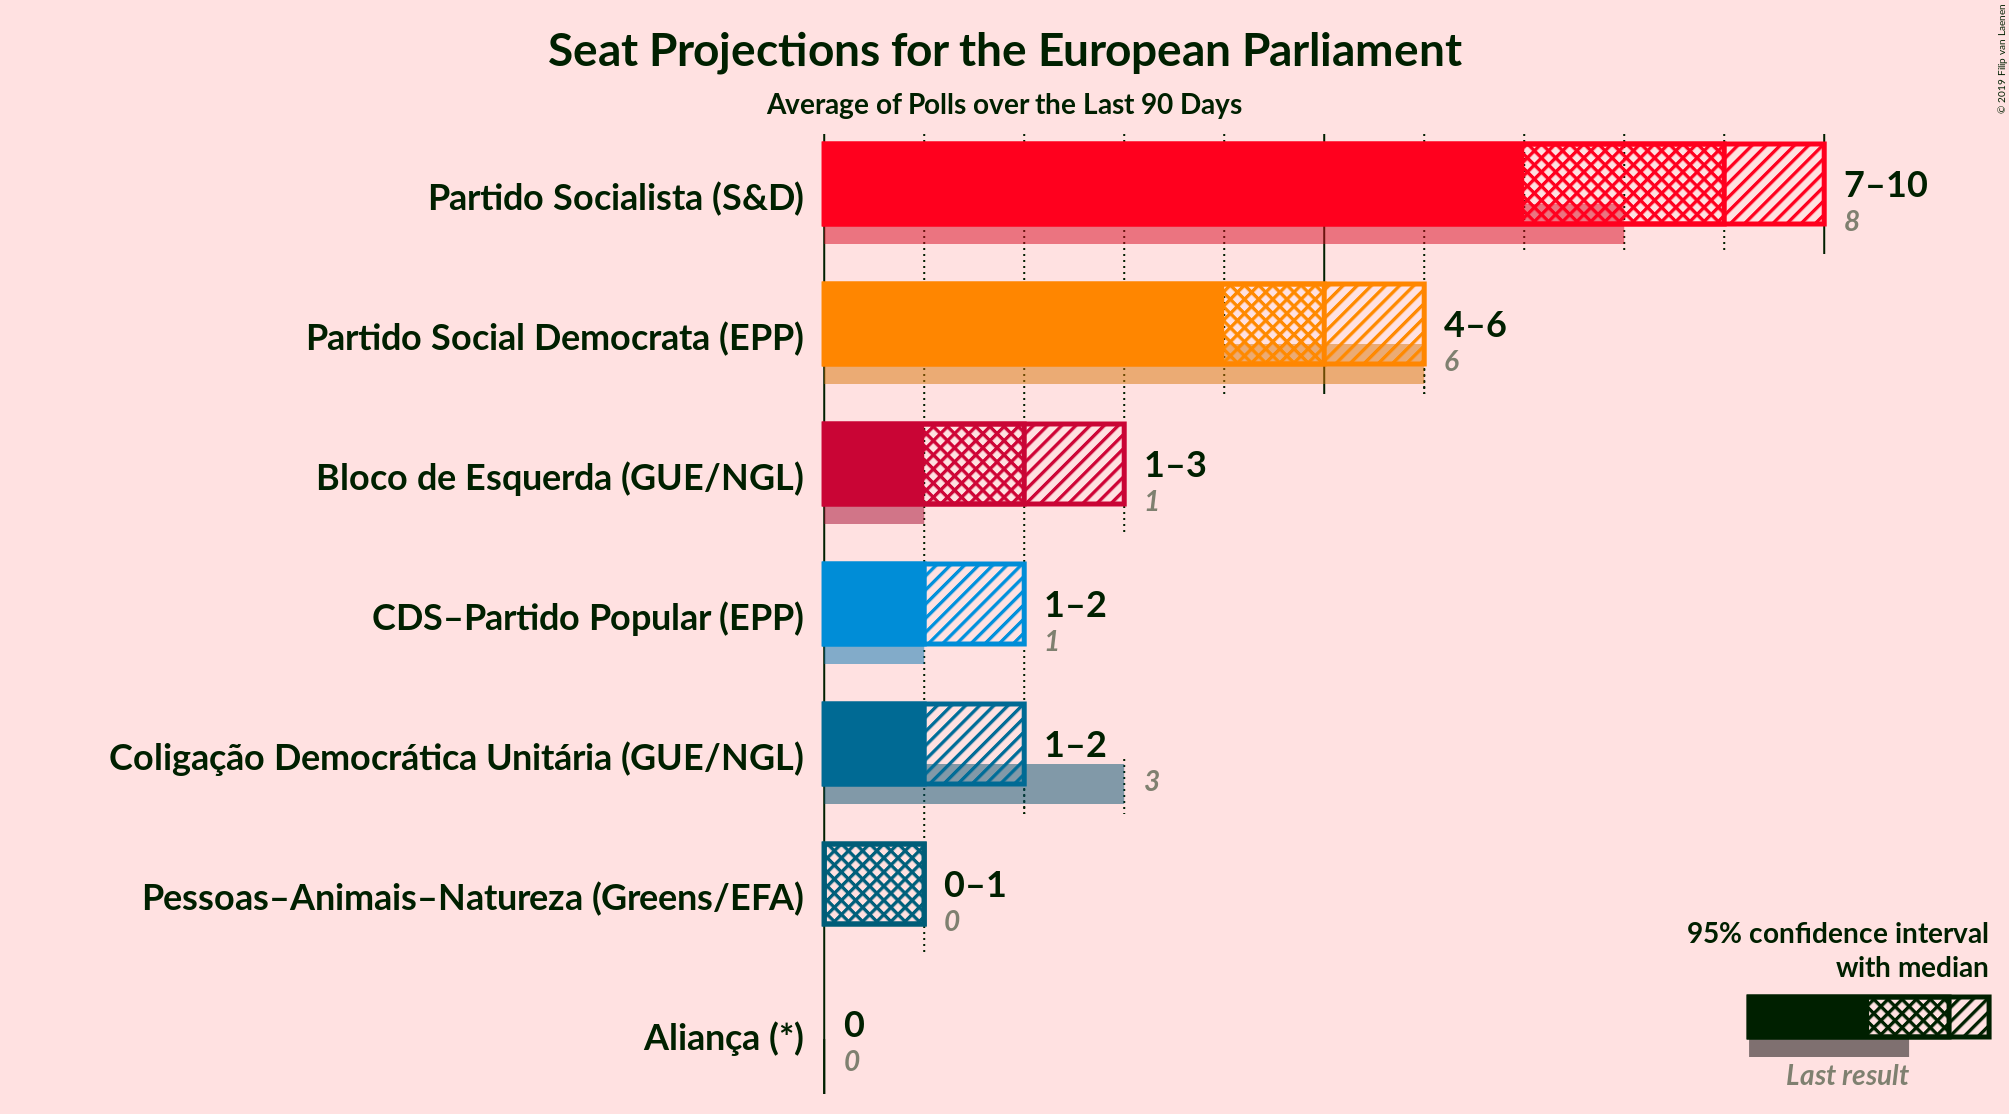 Seat Projections for the European Parliament
Average of Polls over the Last 90 Days
© 2019 Filip van Laenen
Partido Socialista (S&D)
7–10
8
Partido Social Democrata (EPP)
4–6
6
Bloco de Esquerda (GUE/NGL)
1–3
1
CDS–Partido Popular (EPP)
1–2
1
Coligação Democrática Unitária (GUE/NGL)
1–2
3
Pessoas–Animais–Natureza (Greens/EFA)
0–1
0
Aliança (*)
0
0
95% confidence interval
with median
Last result